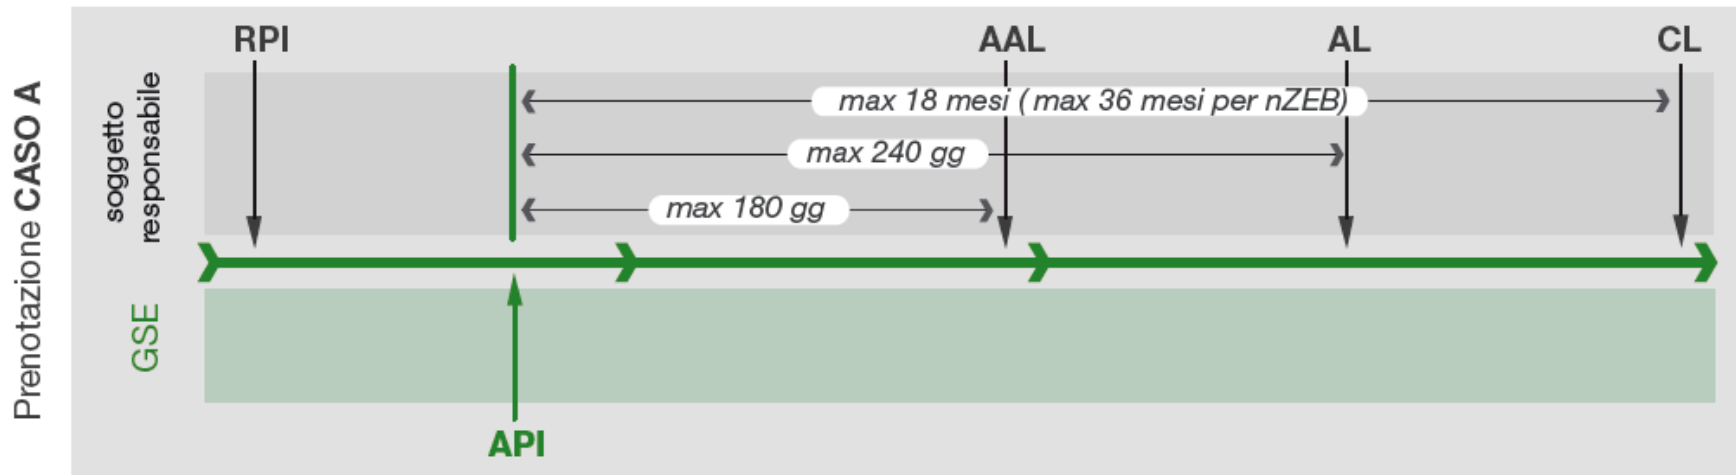 Prenotazione CASO A
soggetto
responsabile
GSE
RPI
AAL
AL
CL
max 18 mesi ( max 36 mesi per nZEB)
max 240 gg
max 180 gg
API